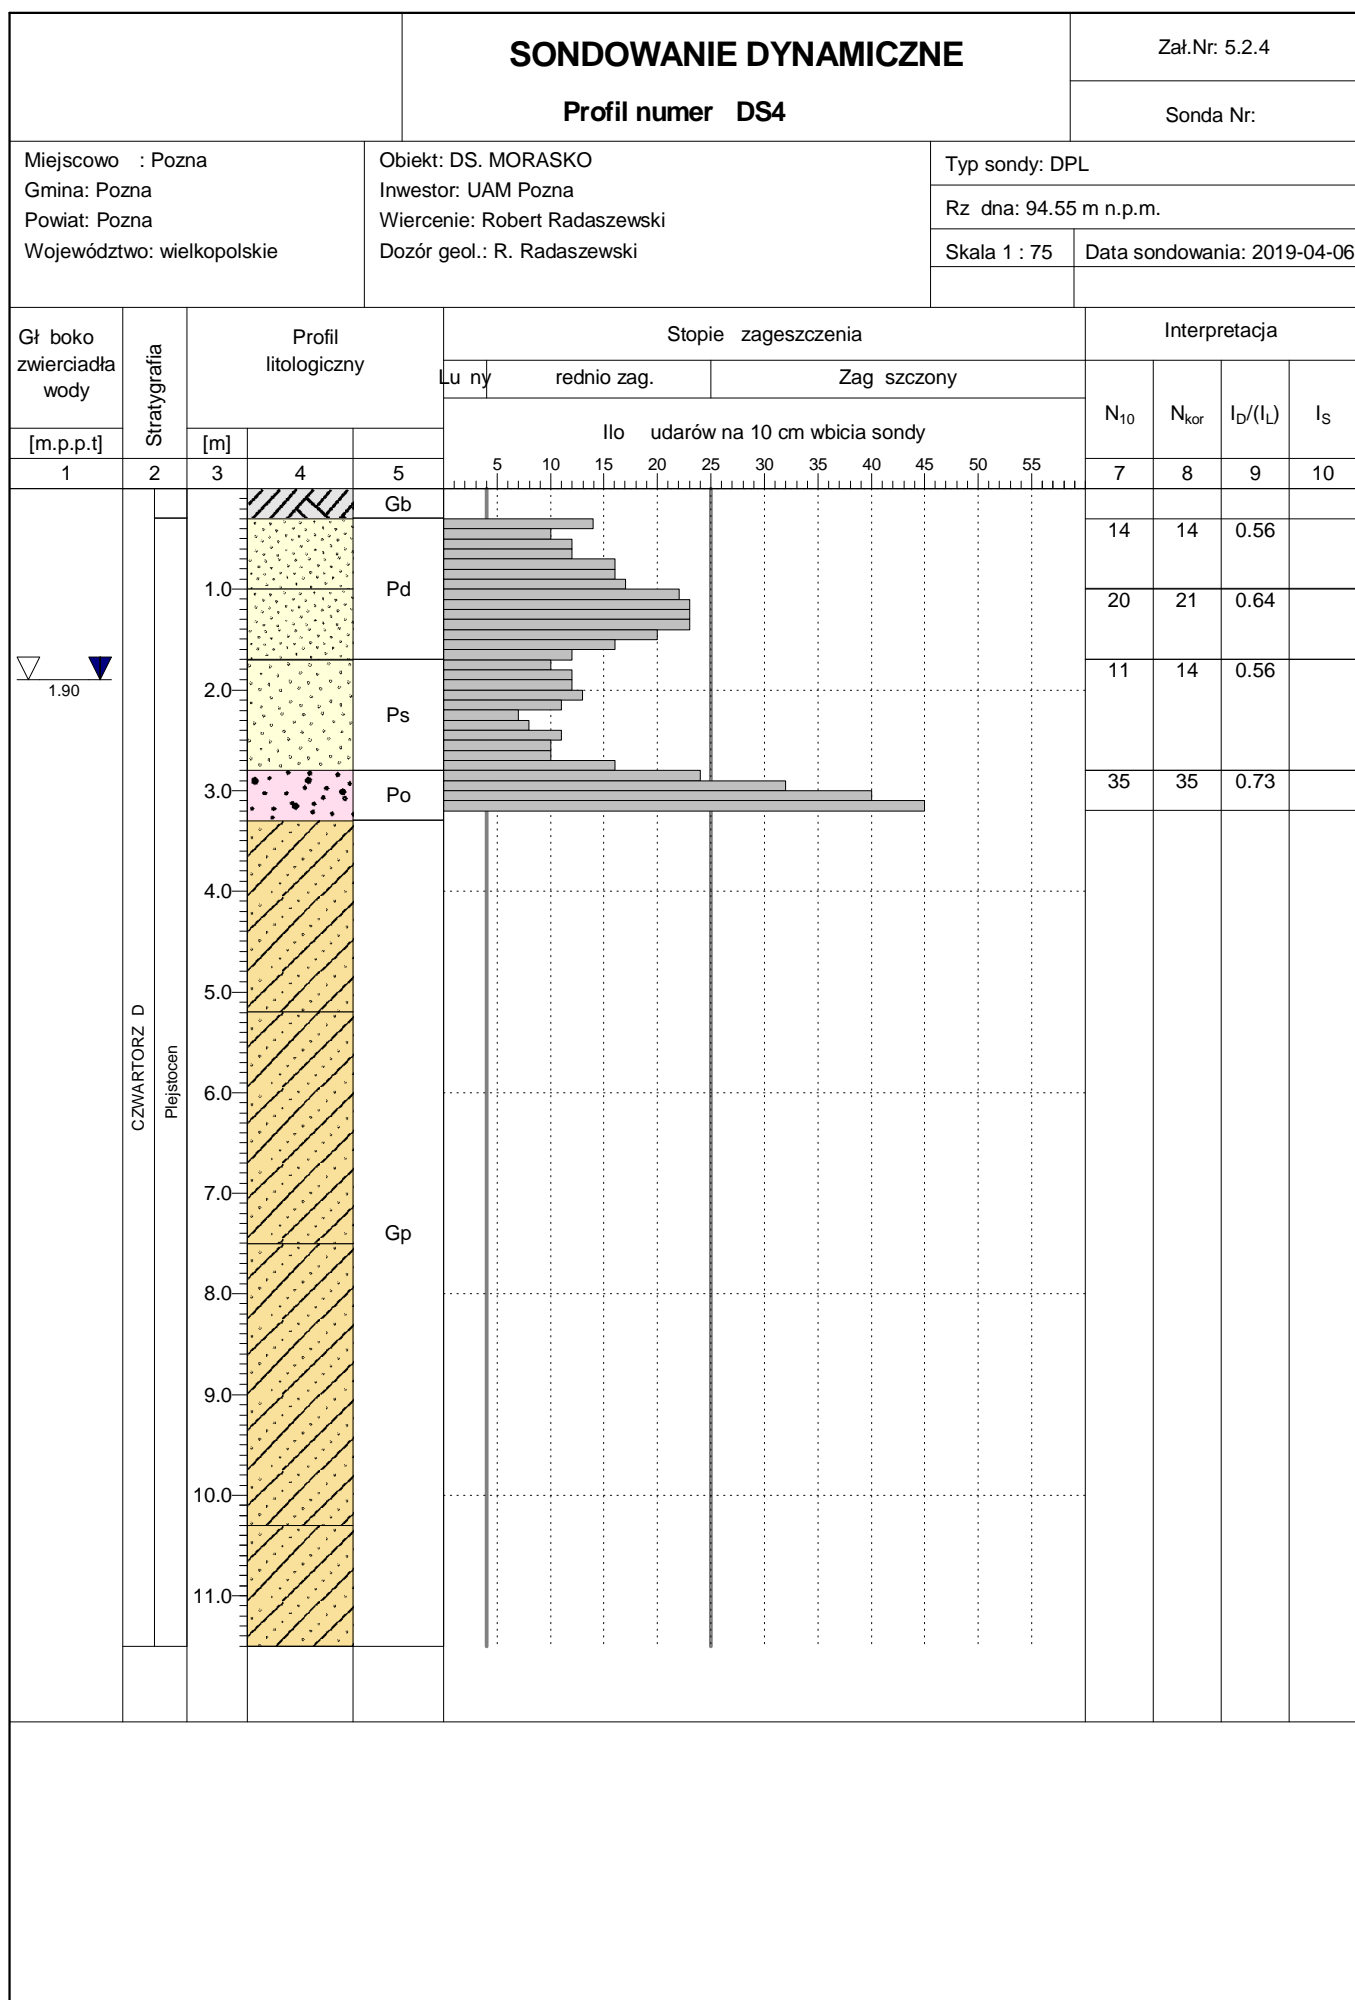 SONDOWANIE DYNAMICZNE
Profil numer DS4
Zał.Nr: 5.2.4
Sonda Nr:
Miejscowo : Pozna
Gmina: Pozna
Powiat: Pozna
Województwo: wielkopolskie
Obiekt: DS. MORASKO
Inwestor: UAM Pozna
Wiercenie: Robert Radaszewski
Dozór geol.: R. Radaszewski
Typ sondy: DPL
Rz dna: 94.55 m n.p.m.
Skala 1 : 75
Data sondowania: 2019-04-06
Gł boko
zwierciadła
wody
[m.p.p.t]
Stratygrafia
Profil
litologiczny
[m]
Stopie zageszczenia
Lu ny
rednio zag.
Zag szczony
Ilo udarów na 10 cm wbicia sondy
5 10 15 20 25 30 35 40 45 50 55
Interpretacja
N10
Nkor
ID/(IL)
IS
1 2 3 4 5 7 8 9 10
Gb
14 14 0.56
1.0
Pd
20 21 0.64
11 14 0.56
1.90
2.0
Ps
35 35 0.73
3.0
Po
4.0
5.0
6.0
CZWARTORZ D
Plejstocen
7.0
Gp
8.0
9.0
10.0
11.0